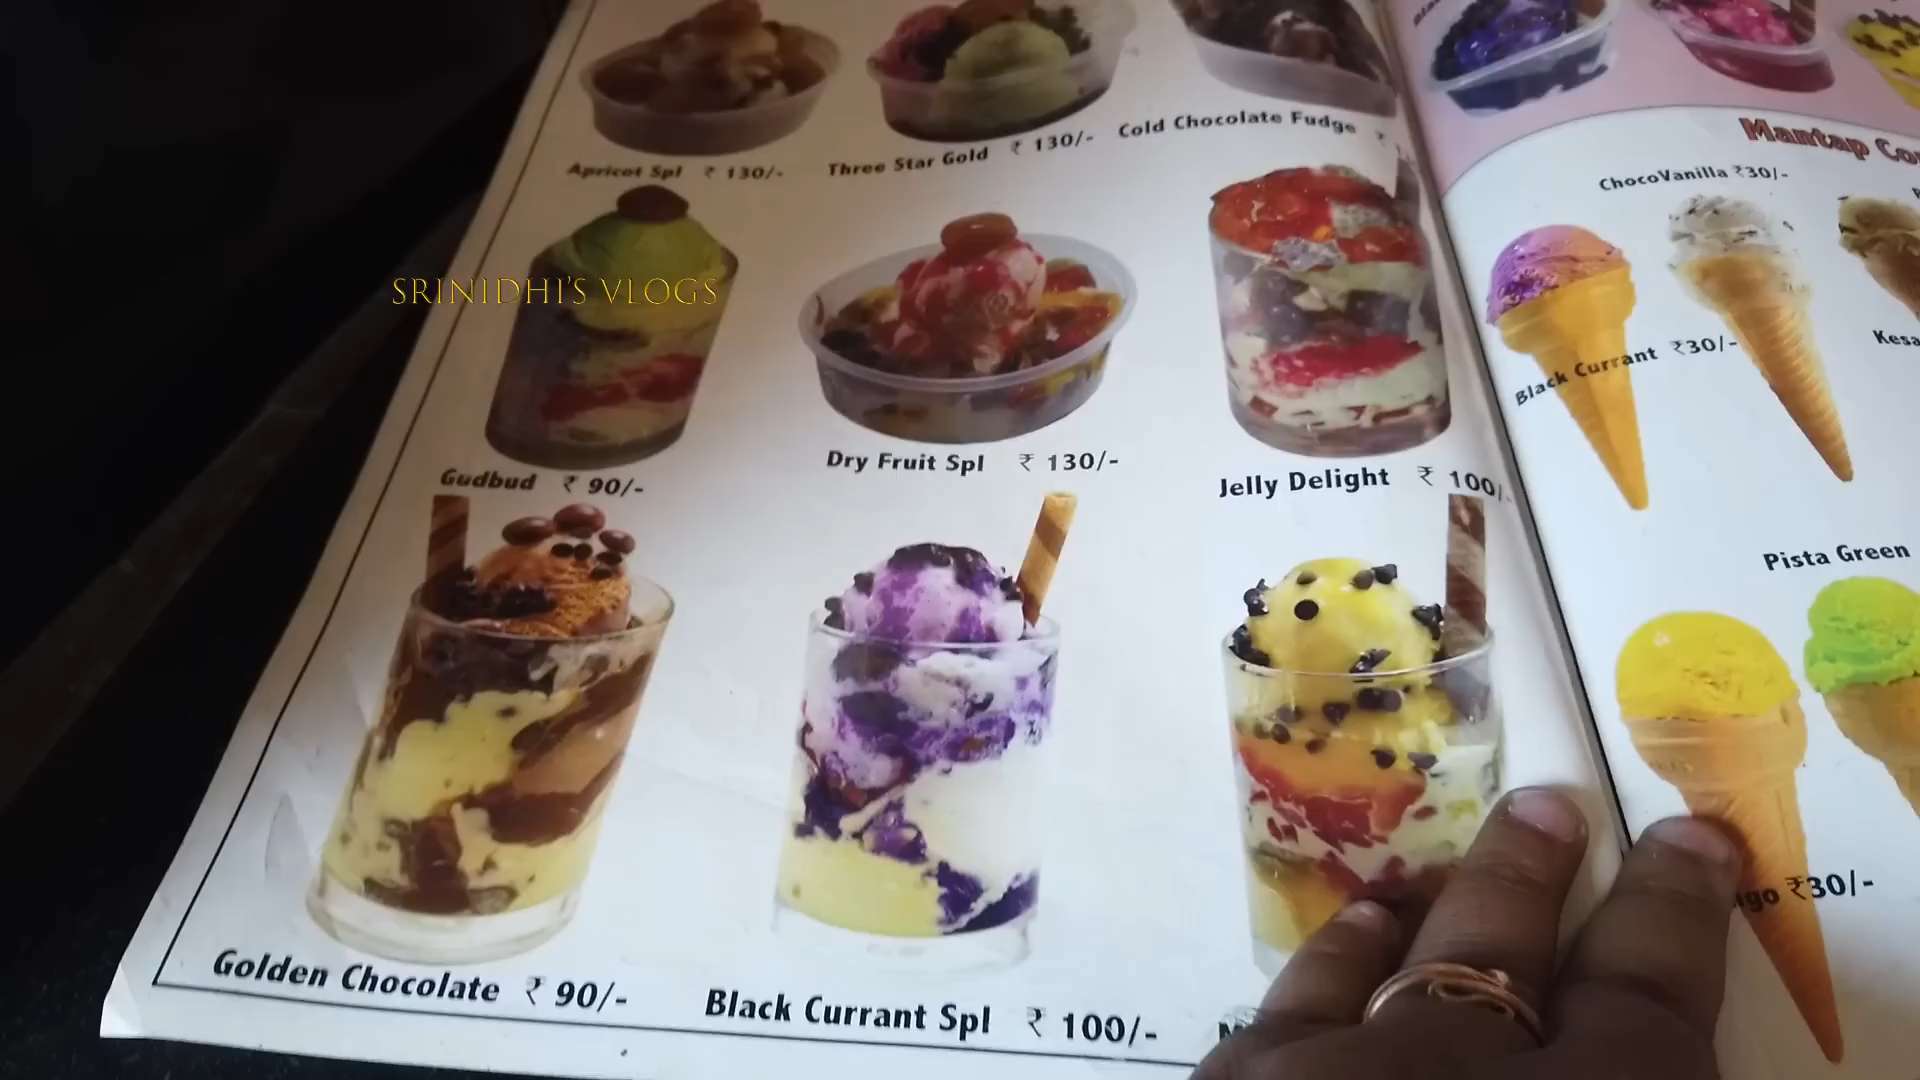 Apricot Spl ₹ 130/-
Three Star Gold ₹ 130/-
Cold Chocolate Fudge ₹
Mantap
ChocoVanilla ₹30/-
SRINIDHI'S VLOGS
Black Currant ₹30/-
Gudbud ₹ 90/-
Dry Fruit Spl ₹ 130/-
Jelly Delight ₹ 100/
Pista Green
₹30/-
Golden Chocolate ₹ 90/-
Black Currant Spl ₹ 100/-